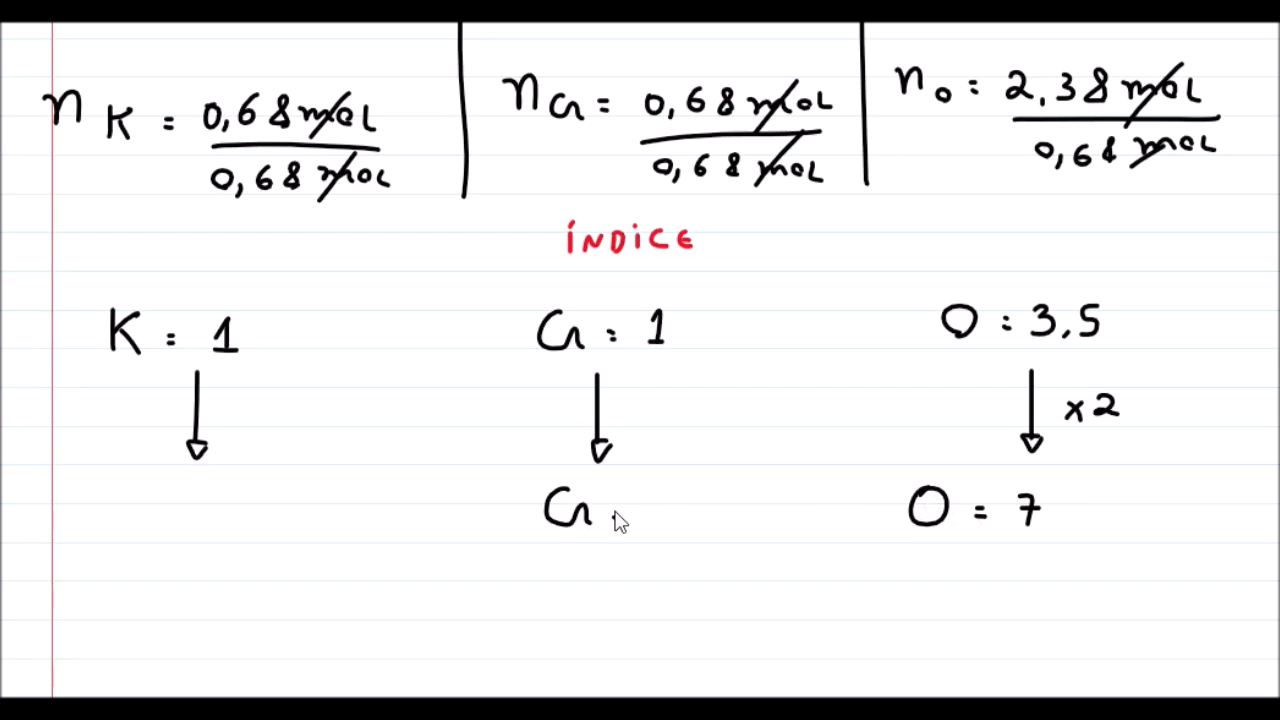 n K = 0,68 mol / 0,68 mol
n Cr = 0,68 mol / 0,68 mol
n O = 2,38 mol / 0,68 mol
ÍNDICE
K = 1
Cr = 1
O = 3,5
x2
Cr
O = 7